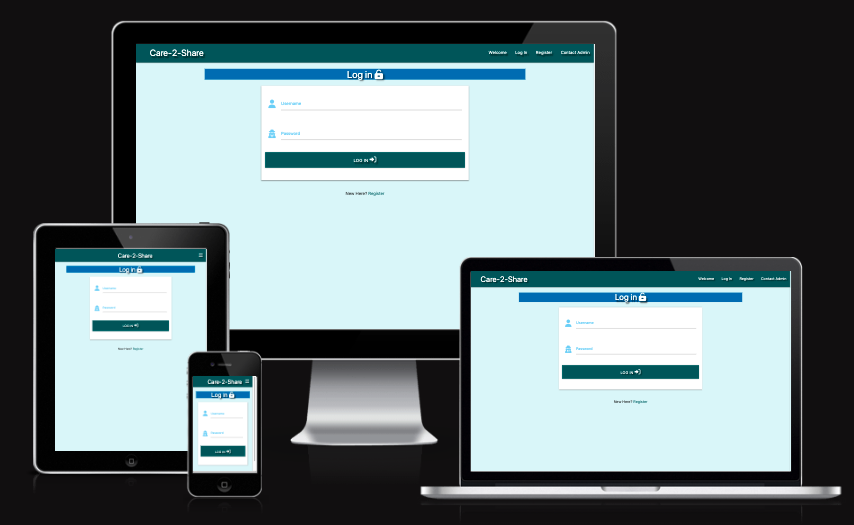 Care-2-Share Welcome Log In Register Contact Admin
Log in
Username
Password
LOG IN
New Here? Register
Care-2-Share
Log in
Username
Password
LOG IN
New Here? Register
Care-2-Share
Log in
Username
Password
LOG IN
Care-2-Share Welcome Log In Register Contact Admin
Log in
Username
Password
LOG IN
New Here? Register